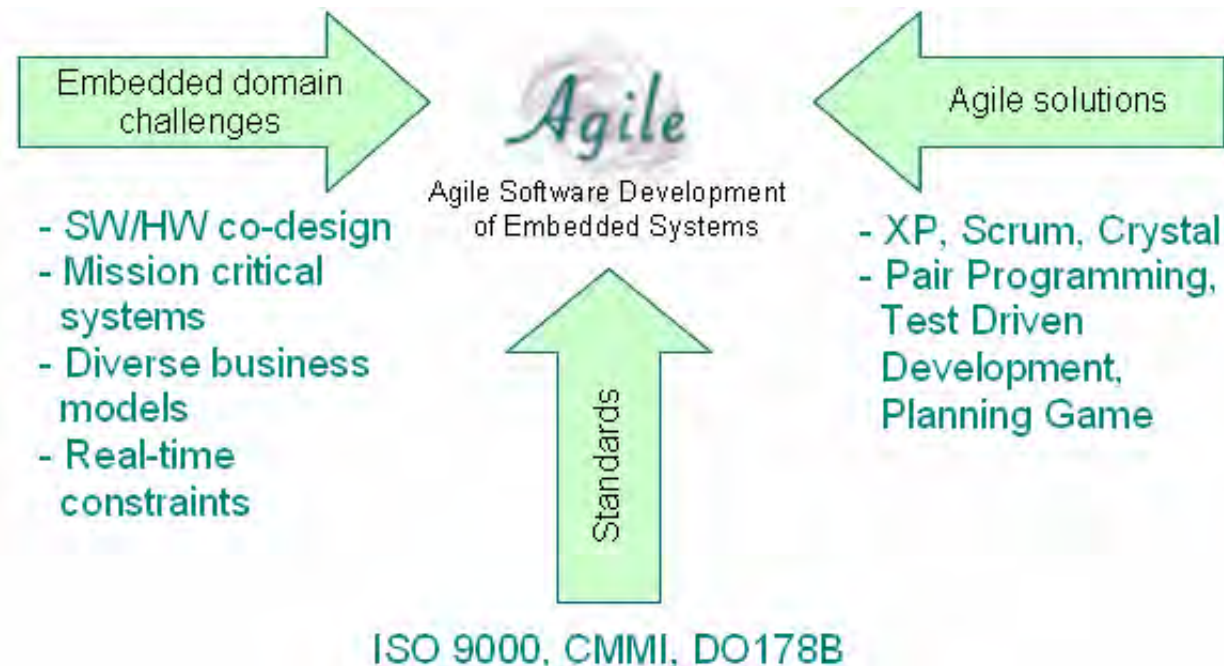 Embedded domain
challenges
Agile
Agile Software Development
of Embedded Systems
Agile solutions
- SW/HW co-design
- Mission critical
systems
- Diverse business
models
- Real-time
constraints
- XP, Scrum, Crystal
- Pair Programming,
Test Driven
Development,
Planning Game
Standards
ISO 9000, CMMI, DO178B